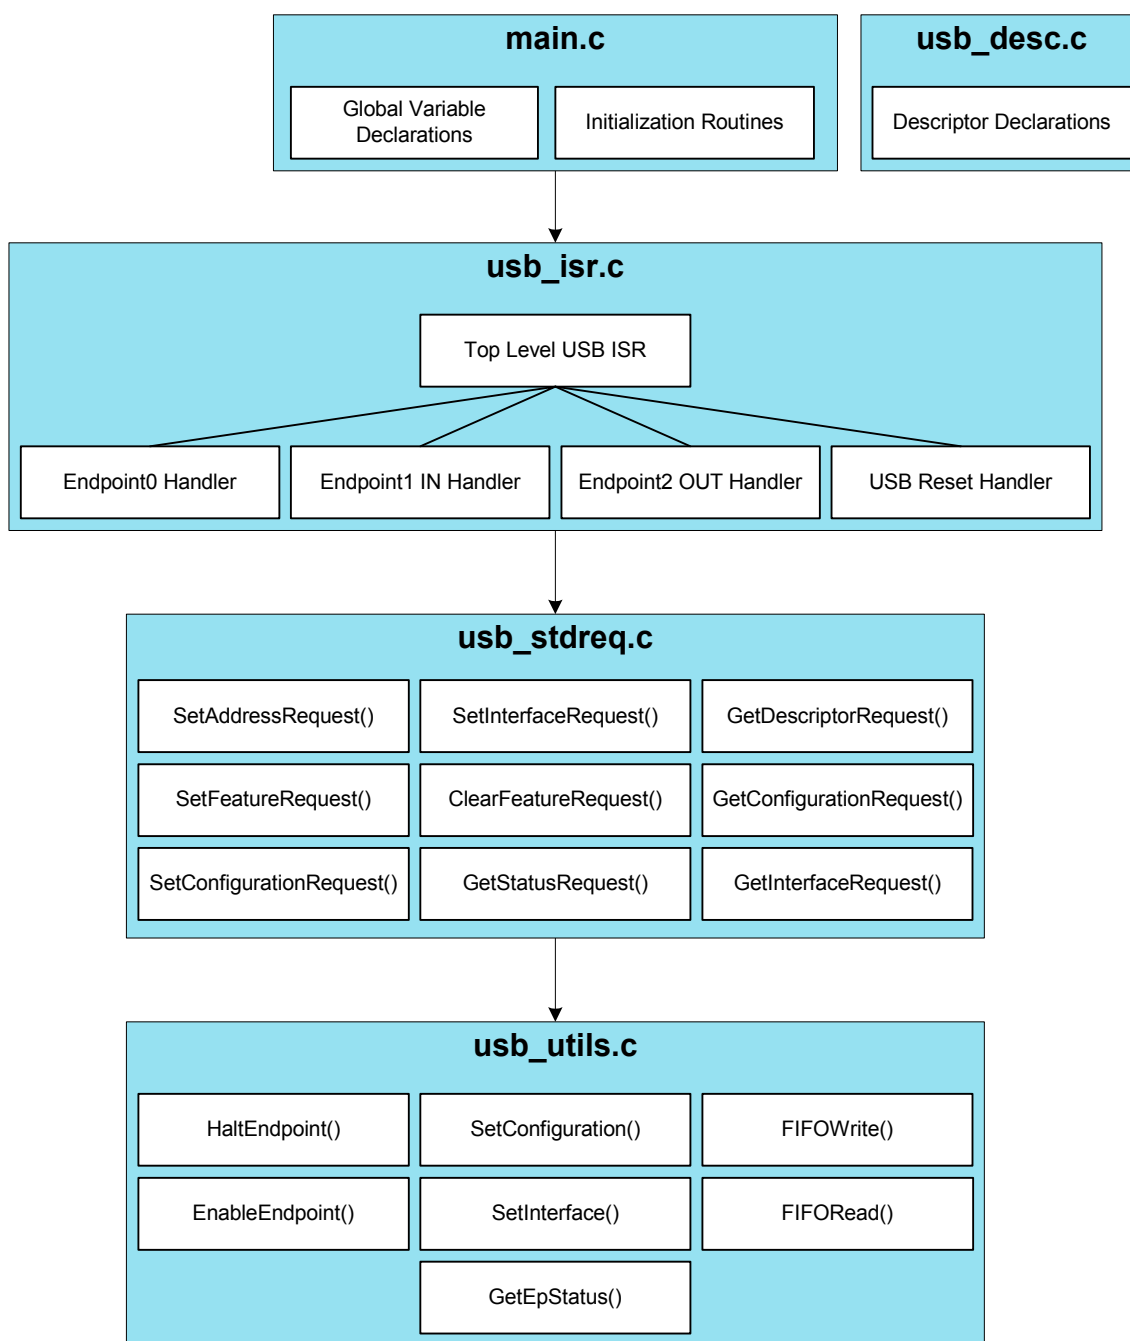 main.c
Global Variable
Declarations
Initialization Routines
usb_desc.c
Descriptor Declarations
usb_isr.c
Top Level USB ISR
Endpoint0 Handler
Endpoint1 IN Handler
Endpoint2 OUT Handler
USB Reset Handler
usb_stdreq.c
SetAddressRequest()
SetInterfaceRequest()
GetDescriptorRequest()
SetFeatureRequest()
ClearFeatureRequest()
GetConfigurationRequest()
SetConfigurationRequest()
GetStatusRequest()
GetInterfaceRequest()
usb_utils.c
HaltEndpoint()
SetConfiguration()
FIFOWrite()
EnableEndpoint()
SetInterface()
FIFORead()
GetEpStatus()